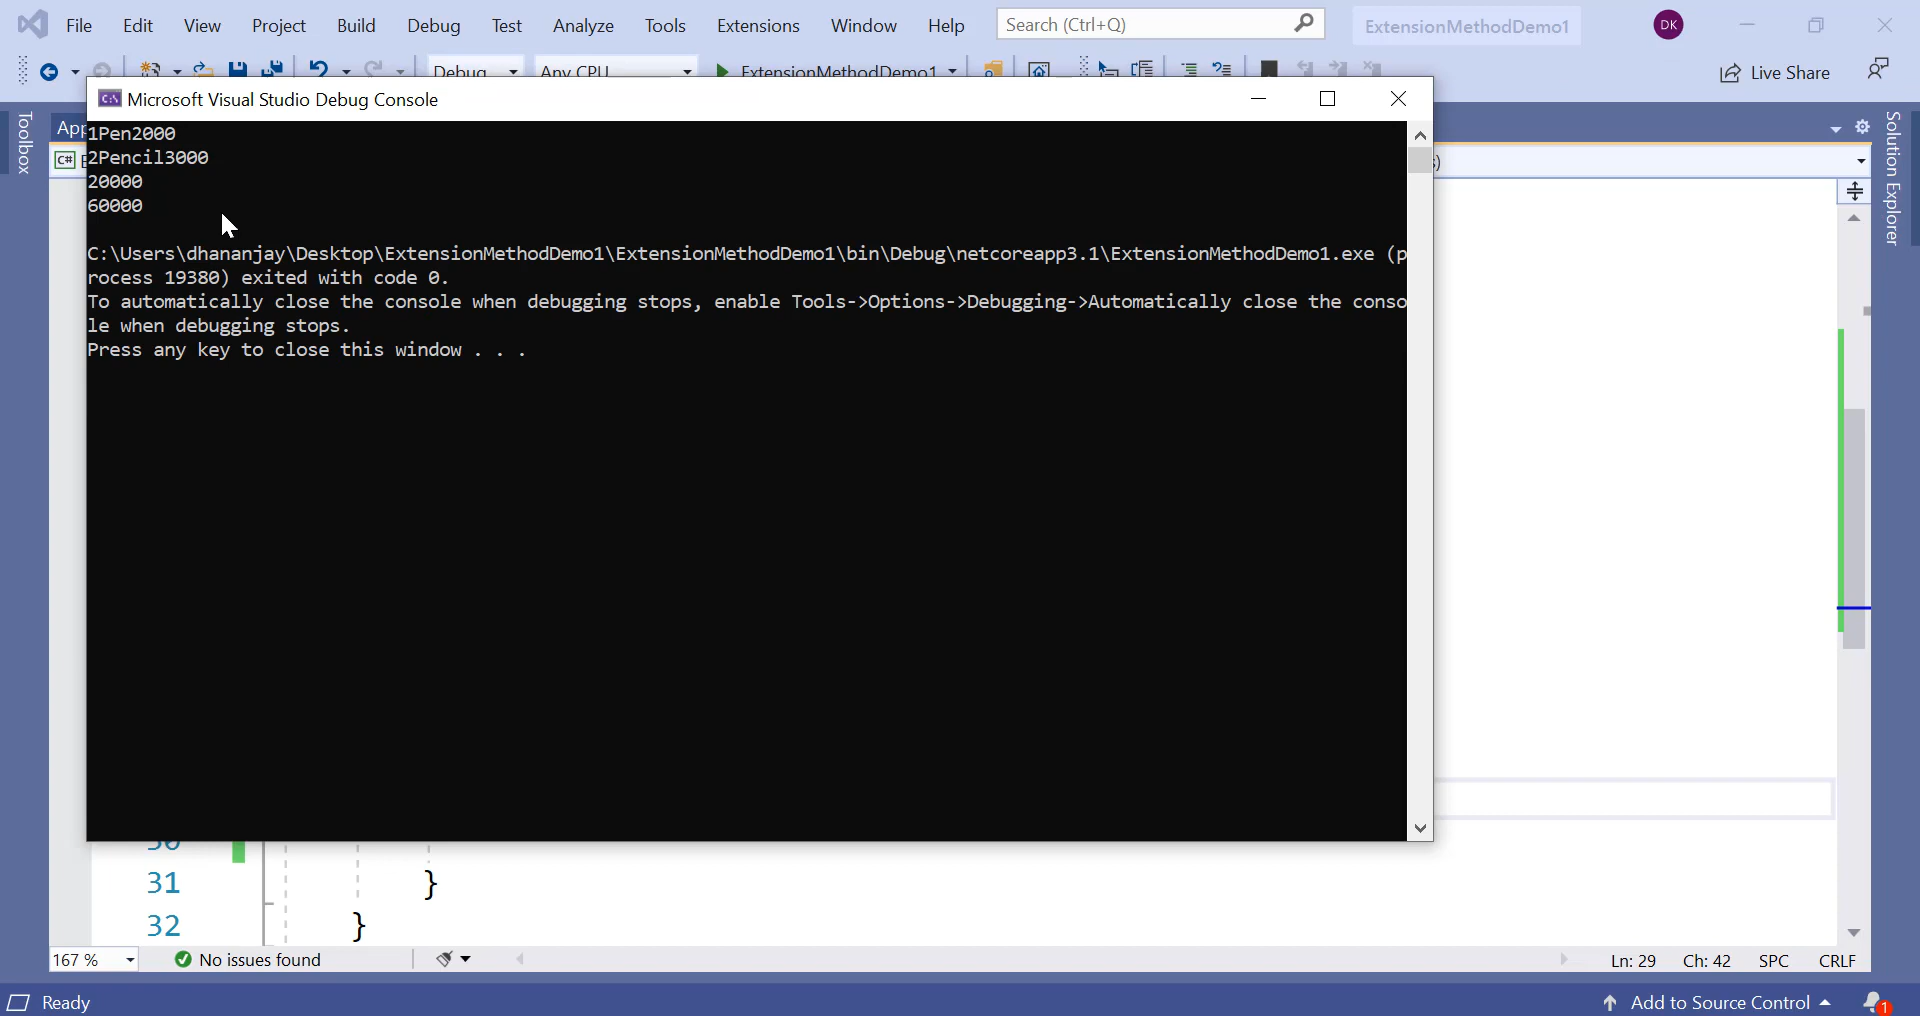 File Edit View Project Build Debug Test Analyze Tools Extensions Window Help Search (Ctrl+Q) ExtensionMethodDemo1 DK
Debug Any CPU ExtensionMethodDemo1 Live Share
Microsoft Visual Studio Debug Console
Toolbox
App
C#
Solution Explorer
1Pen2000
2Pencil3000
20000
60000
C:\Users\dhananjay\Desktop\ExtensionMethodDemo1\ExtensionMethodDemo1\bin\Debug\netcoreapp3.1\ExtensionMethodDemo1.exe (p
rocess 19380) exited with code 0.
To automatically close the console when debugging stops, enable Tools->Options->Debugging->Automatically close the conso
le when debugging stops.
Press any key to close this window . . .
30
31 }
32 }
167 % No issues found Ln: 29 Ch: 42 SPC CRLF
Ready Add to Source Control 1